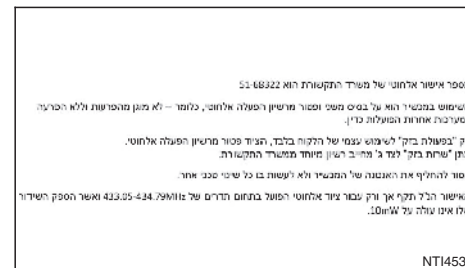 מספר אישור אלחוטי של משרד התקשורת הוא 51-68322
השימוש במכשיר הוא על בסיס משני ופטור מרשיון הפעלה אלחוטי, כלומר – לא מוגן מהפרעות וללא הפרעה
למערכות אחרות הפועלות כדין.
רק "בפעולת בזק" לשימוש עצמי של הלקוח בלבד, הציוד פטור מרשיון הפעלה אלחוטי.
מתן "שרות בזק" לצד ג' מחייב רשיון מיוחד ממשרד התקשורת.
אסור להחליף את האנטנה של המכשיר ולא לעשות בו כל שינוי טכני אחר.
האישור הנ"ל תקף אך ורק עבור ציוד אלחוטי הפועל בתחום תדרים של 433.05-434.79MHz ואשר הספק השידור
שלו אינו עולה על 10mW.
NTI453